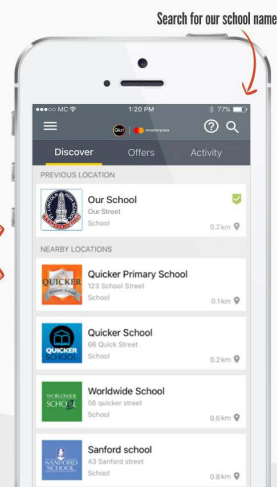 Search for our school name
MC
1:20 PM
77%
Qkr!
mastercard
Discover
Offers
Activity
PREVIOUS LOCATION
Our School
Our Street
School
0.2 km
NEARBY LOCATIONS
QUICKER
Quicker Primary School
123 School Street
School
0.1 km
QUICKER
SCHOOL
Quicker School
66 Quick Street
School
0.2 km
WORLDWIDE
SCHOOL
Worldwide School
56 quicker street
School
0.6 km
SANFORD
SCHOOL
Sanford school
43 Sanford street
School
0.8 km